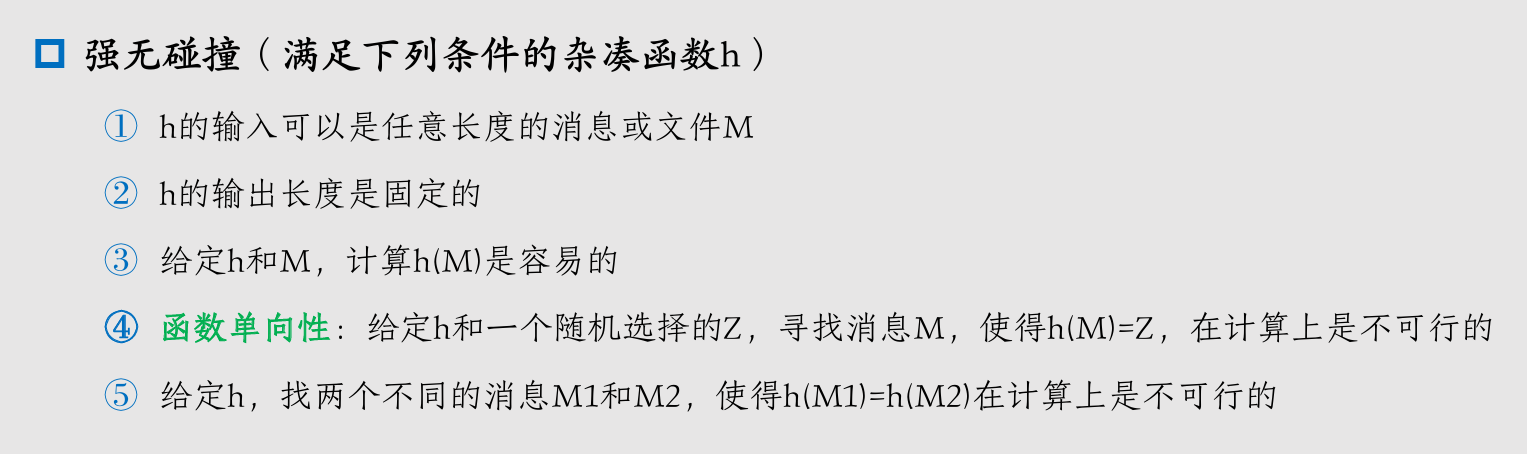 强无碰撞（满足下列条件的杂凑函数h）
① h的输入可以是任意长度的消息或文件M
② h的输出长度是固定的
③ 给定h和M，计算h(M)是容易的
④ 函数单向性：给定h和一个随机选择的Z，寻找消息M，使得h(M)=Z，在计算上是不可行的
⑤ 给定h，找两个不同的消息M1和M2，使得h(M1)=h(M2)在计算上是不可行的